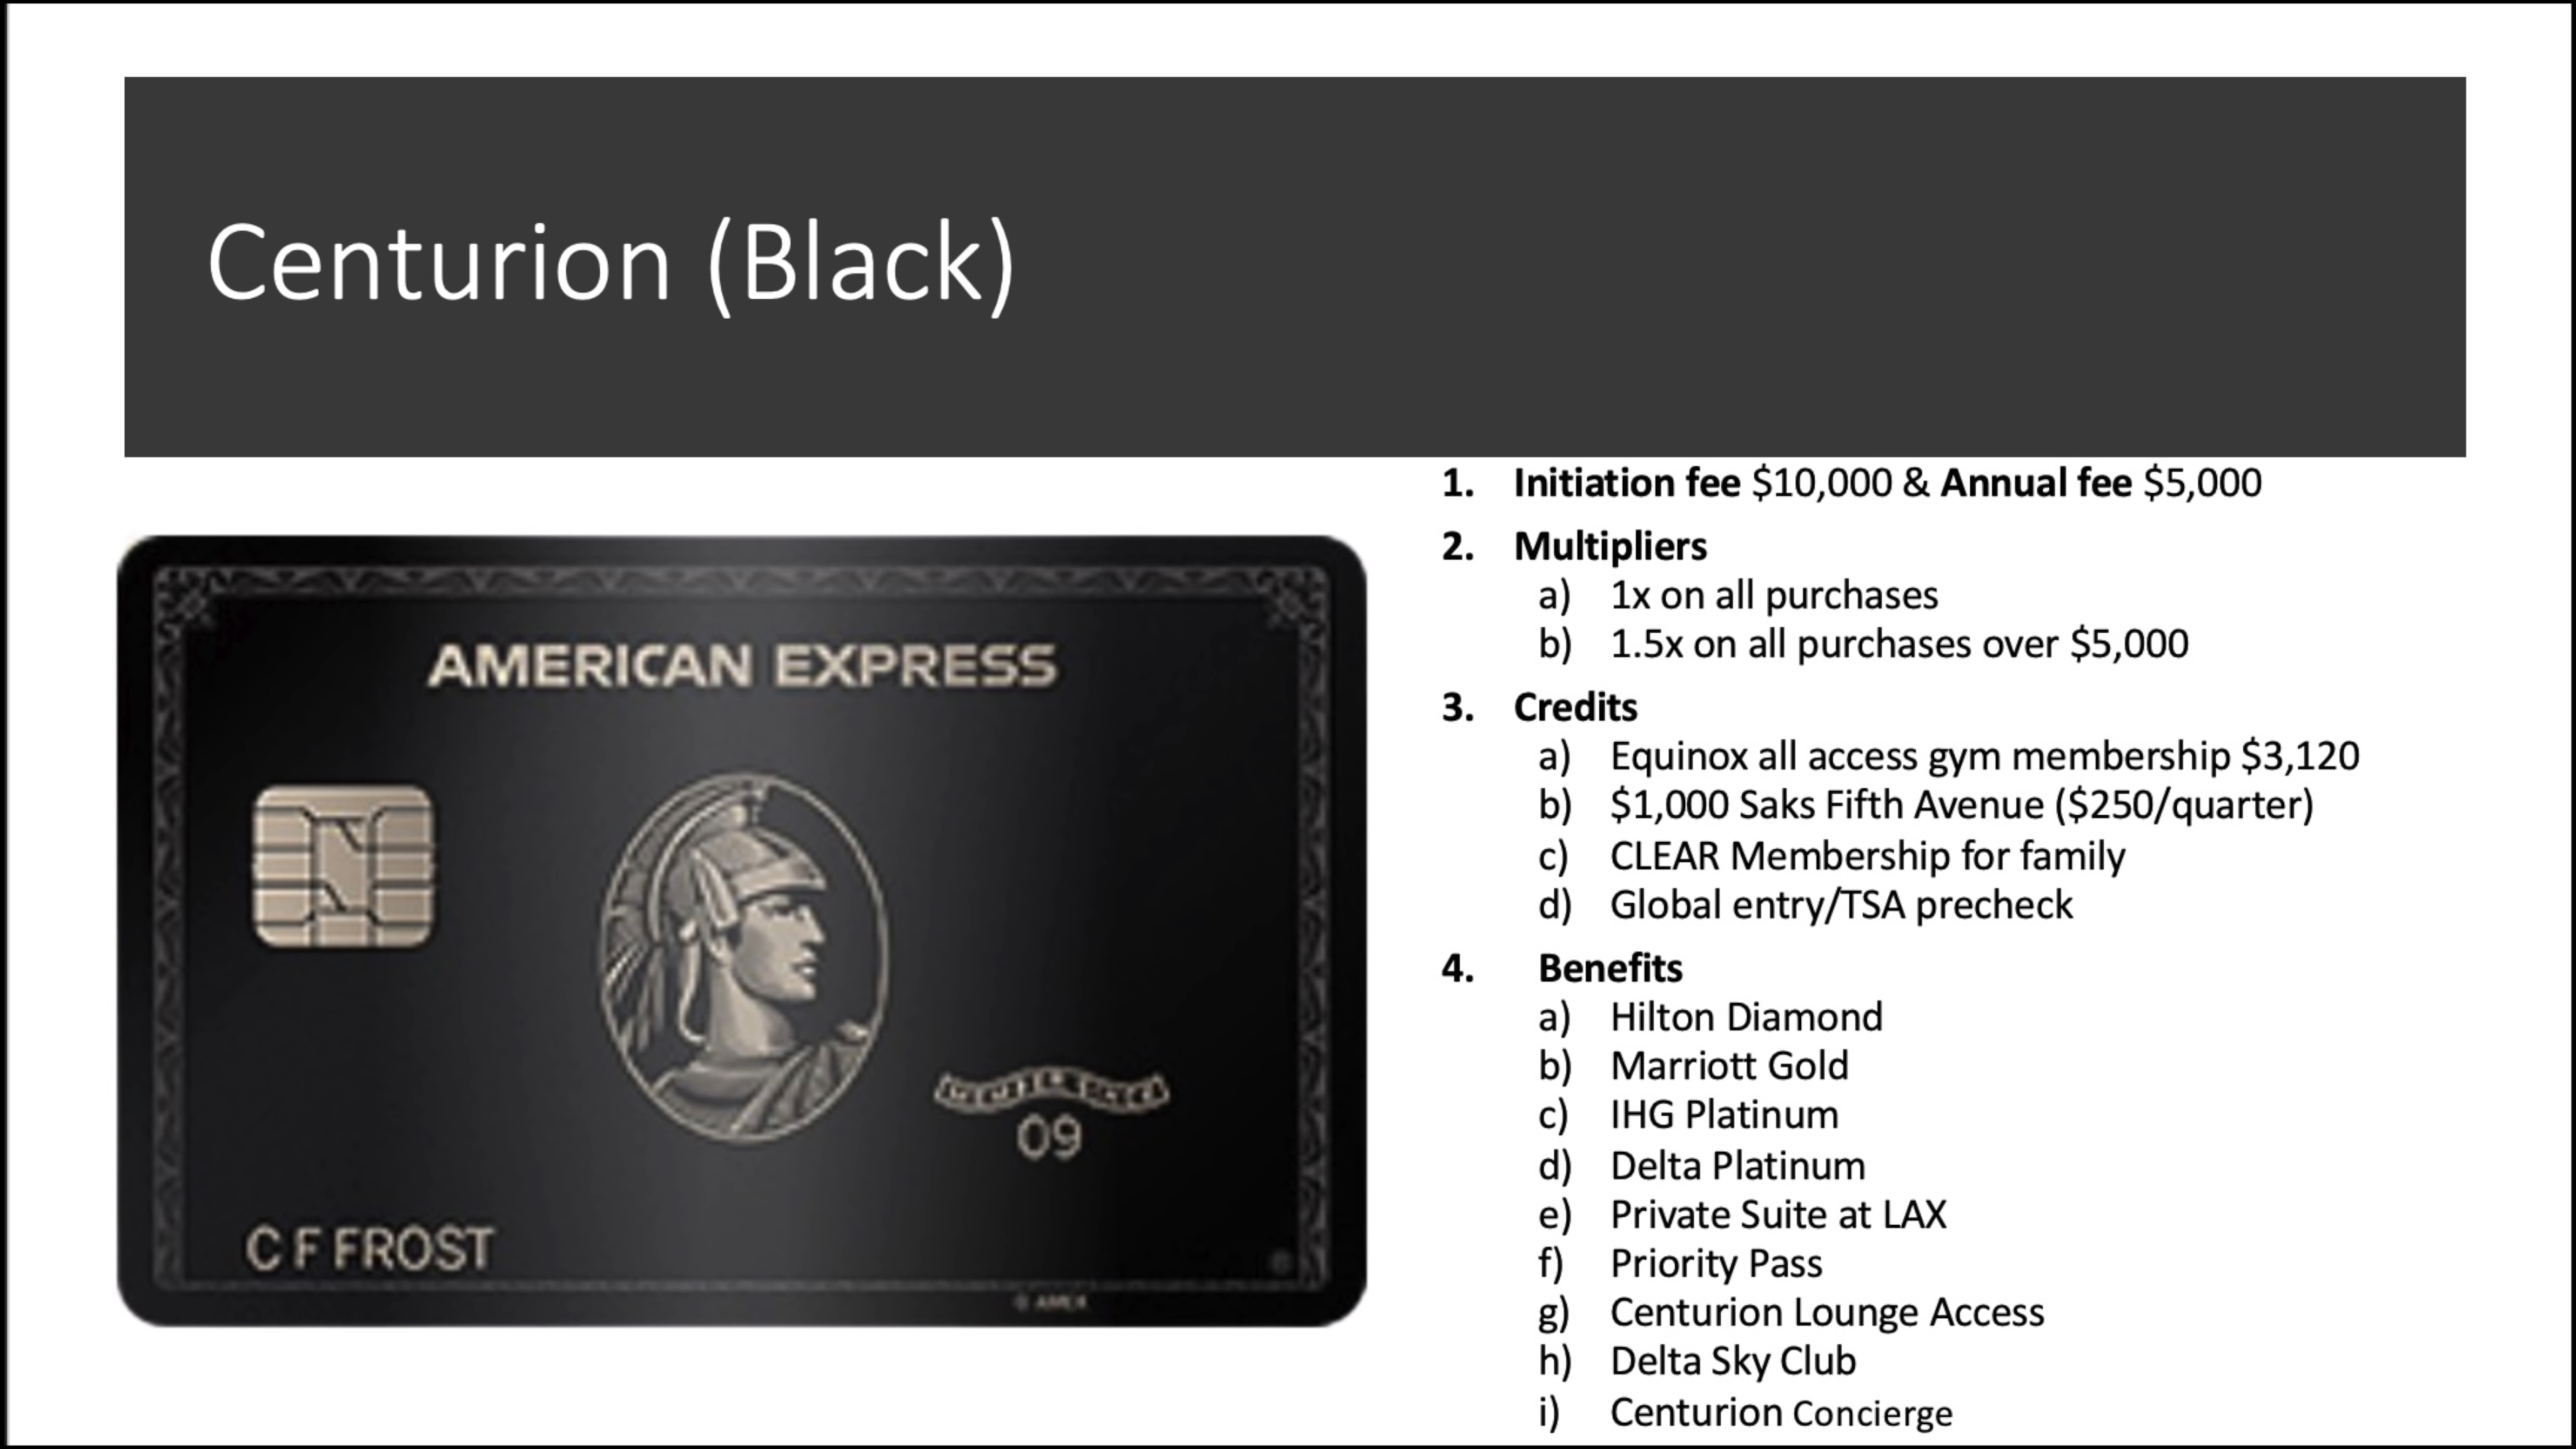 Centurion (Black)
1. Initiation fee $10,000 & Annual fee $5,000
2. Multipliers
a) 1x on all purchases
b) 1.5x on all purchases over $5,000
3. Credits
a) Equinox all access gym membership $3,120
b) $1,000 Saks Fifth Avenue ($250/quarter)
c) CLEAR Membership for family
d) Global entry/TSA precheck
4. Benefits
a) Hilton Diamond
b) Marriott Gold
c) IHG Platinum
d) Delta Platinum
e) Private Suite at LAX
f) Priority Pass
g) Centurion Lounge Access
h) Delta Sky Club
i) Centurion Concierge
AMERICAN EXPRESS
MEMBER SINCE
09
C F FROST
© AMEX